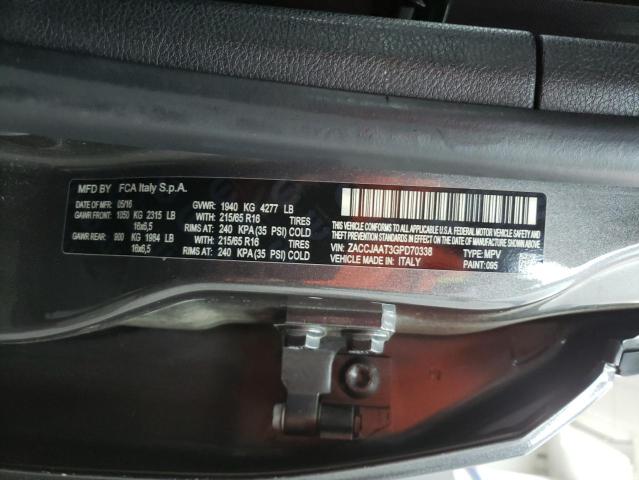 MFD BY FCA Italy S.p.A.
DATE OF MFR: 05/16 GVWR: 1940 KG 4277 LB
GAWR FRONT: 1050 KG 2315 LB WITH: 215/65 R16 TIRES
16x6,5 RIMS AT: 240 KPA(35 PSI) COLD
GAWR REAR: 900 KG 1984 LB WITH: 215/65 R16 TIRES
16x6,5 RIMS AT: 240 KPA(35 PSI) COLD
THIS VEHICLE CONFORMS TO ALL APPLICABLE U.S.A. FEDERAL MOTOR VEHICLE SAFETY AND
THEFT PREVENTION STANDARDS IN EFFECT ON THE DATE OF MANUFACTURE SHOWN ABOVE.
VIN: ZACCJAAT3GPD70338 TYPE: MPV
VEHICLE MADE IN: ITALY PAINT: 095